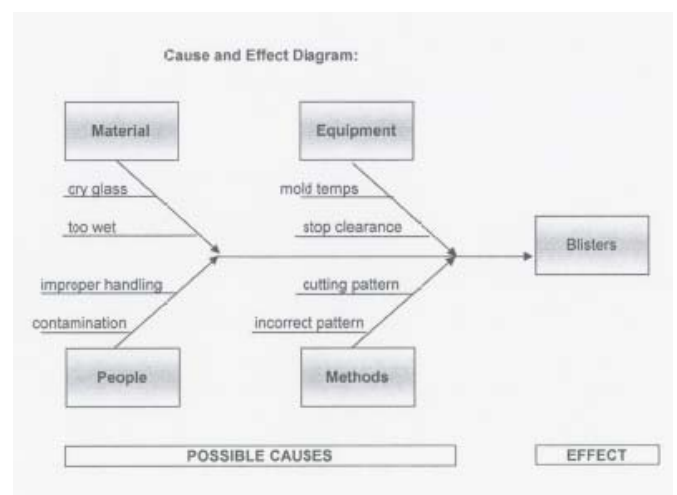 Cause and Effect Diagram:
Material
Equipment
cry glass
mold temps
too wet
stop clearance
Blisters
improper handling
cutting pattern
contamination
incorrect pattern
People
Methods
POSSIBLE CAUSES
EFFECT